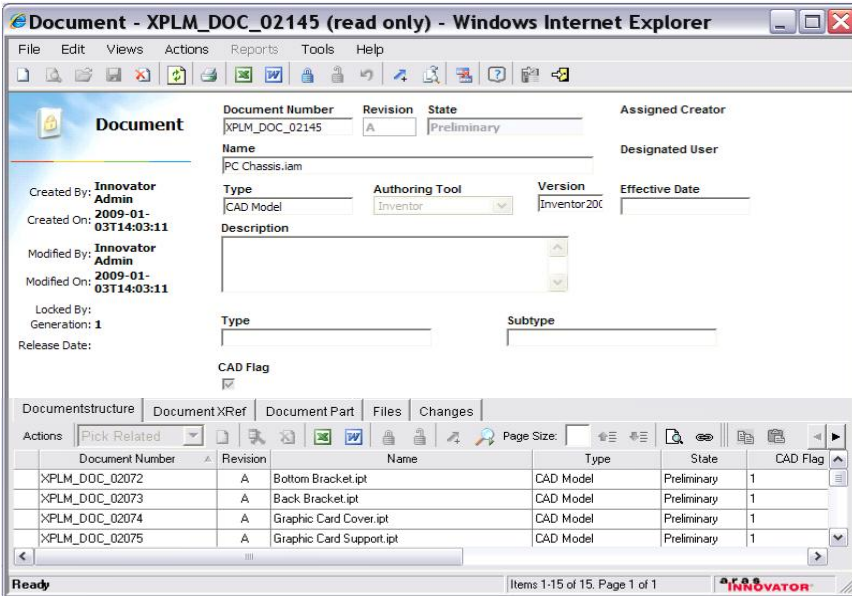 Document - XPLM_DOC_02145 (read only) - Windows Internet Explorer
File Edit Views Actions Reports Tools Help
Document
Document Number Revision State Assigned Creator
XPLM_DOC_02145 A Preliminary
Name Designated User
PC Chassis.iam
Created By: Innovator Admin
Type Authoring Tool Version Effective Date
CAD Model Inventor Inventor200
Created On: 2009-01-03T14:03:11
Description
Modified By: Innovator Admin
Modified On: 2009-01-03T14:03:11
Locked By:
Generation: 1
Type Subtype
Release Date:
CAD Flag
Documentstructure Document XRef Document Part Files Changes
Actions Pick Related Page Size:
Document Number Revision Name Type State CAD Flag
XPLM_DOC_02072 A Bottom Bracket.ipt CAD Model Preliminary 1
XPLM_DOC_02073 A Back Bracket.ipt CAD Model Preliminary 1
XPLM_DOC_02074 A Graphic Card Cover.ipt CAD Model Preliminary 1
XPLM_DOC_02075 A Graphic Card Support.ipt CAD Model Preliminary 1
Ready Items 1-15 of 15. Page 1 of 1 aras INNOVATOR